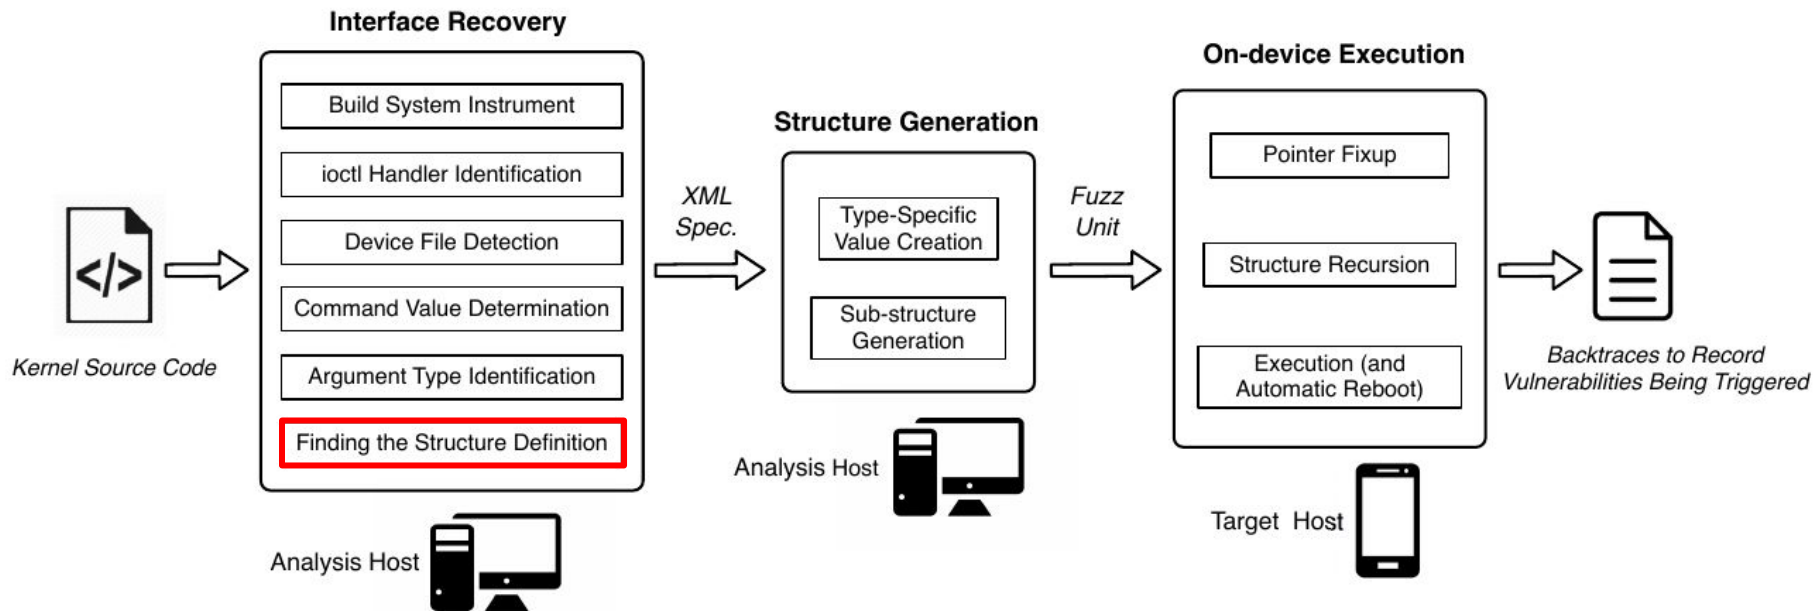 Interface Recovery
Build System Instrument
ioctl Handler Identification
Device File Detection
Command Value Determination
Argument Type Identification
Finding the Structure Definition
</>
Kernel Source Code
Analysis Host
XML
Spec.
Structure Generation
Type-Specific
Value Creation
Sub-structure
Generation
Analysis Host
Fuzz
Unit
On-device Execution
Pointer Fixup
Structure Recursion
Execution (and
Automatic Reboot)
Target Host
Backtraces to Record
Vulnerabilities Being Triggered